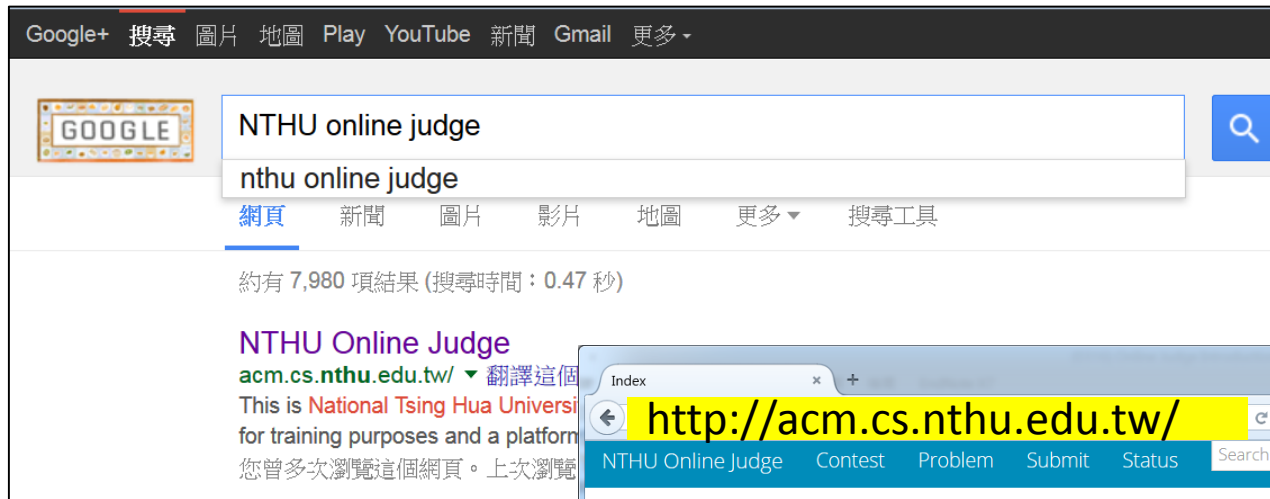 Google+ 搜尋 圖片 地圖 Play YouTube 新聞 Gmail 更多
GOOGLE
NTHU online judge
nthu online judge
網頁 新聞 圖片 影片 地圖 更多 搜尋工具
約有 7,980 項結果 (搜尋時間：0.47 秒)
NTHU Online Judge
acm.cs.nthu.edu.tw/ 翻譯這個
This is National Tsing Hua Universi
for training purposes and a platform
您曾多次瀏覽這個網頁。上次瀏覽
Index
http://acm.cs.nthu.edu.tw/
NTHU Online Judge Contest Problem Submit Status Search